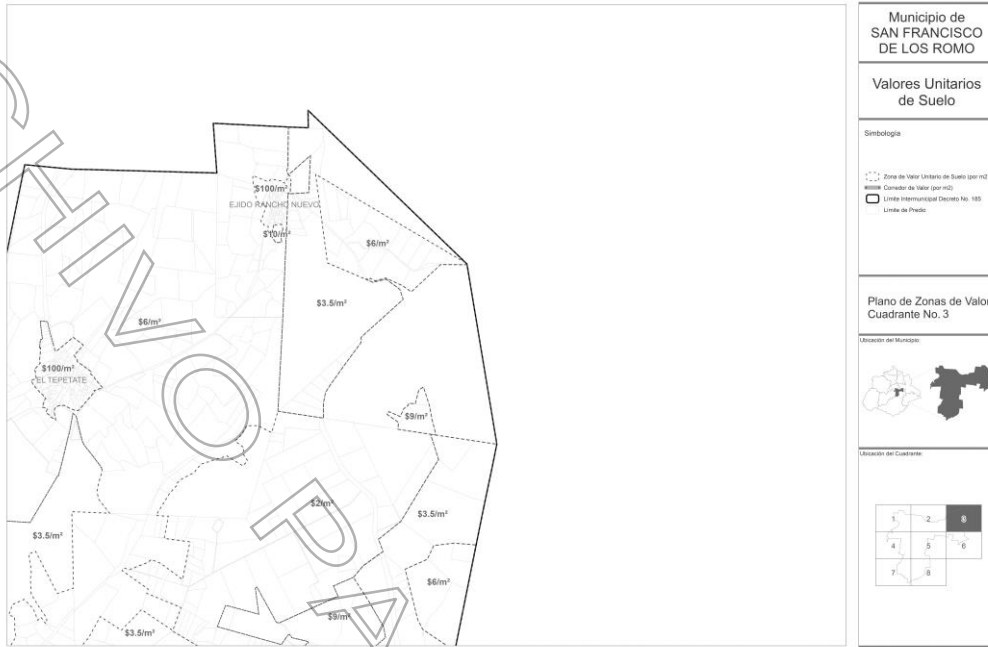 Municipio de
SAN FRANCISCO
DE LOS ROMO
Valores Unitarios
de Suelo
Simbología
Zona de Valor Unitario de Suelo (por m2)
Corredor de Valor (por m2)
Limite Intermunicipal Decreto No. 185
Limite de Predio
Plano de Zonas de Valor
Cuadrante No. 3
Ubicación del Municipio
Ubicación del Cuadrante
1 2 3
4 5 6
7 8
$100/m²
EJIDO RANCHO NUEVO
$10/m²
$6/m²
$3.5/m²
$6/m²
$100/m²
EL TEPETATE
$9/m²
$2/m²
$3.5/m²
$3.5/m²
$6/m²
$9/m²
$3.5/m²
CHIVO PA